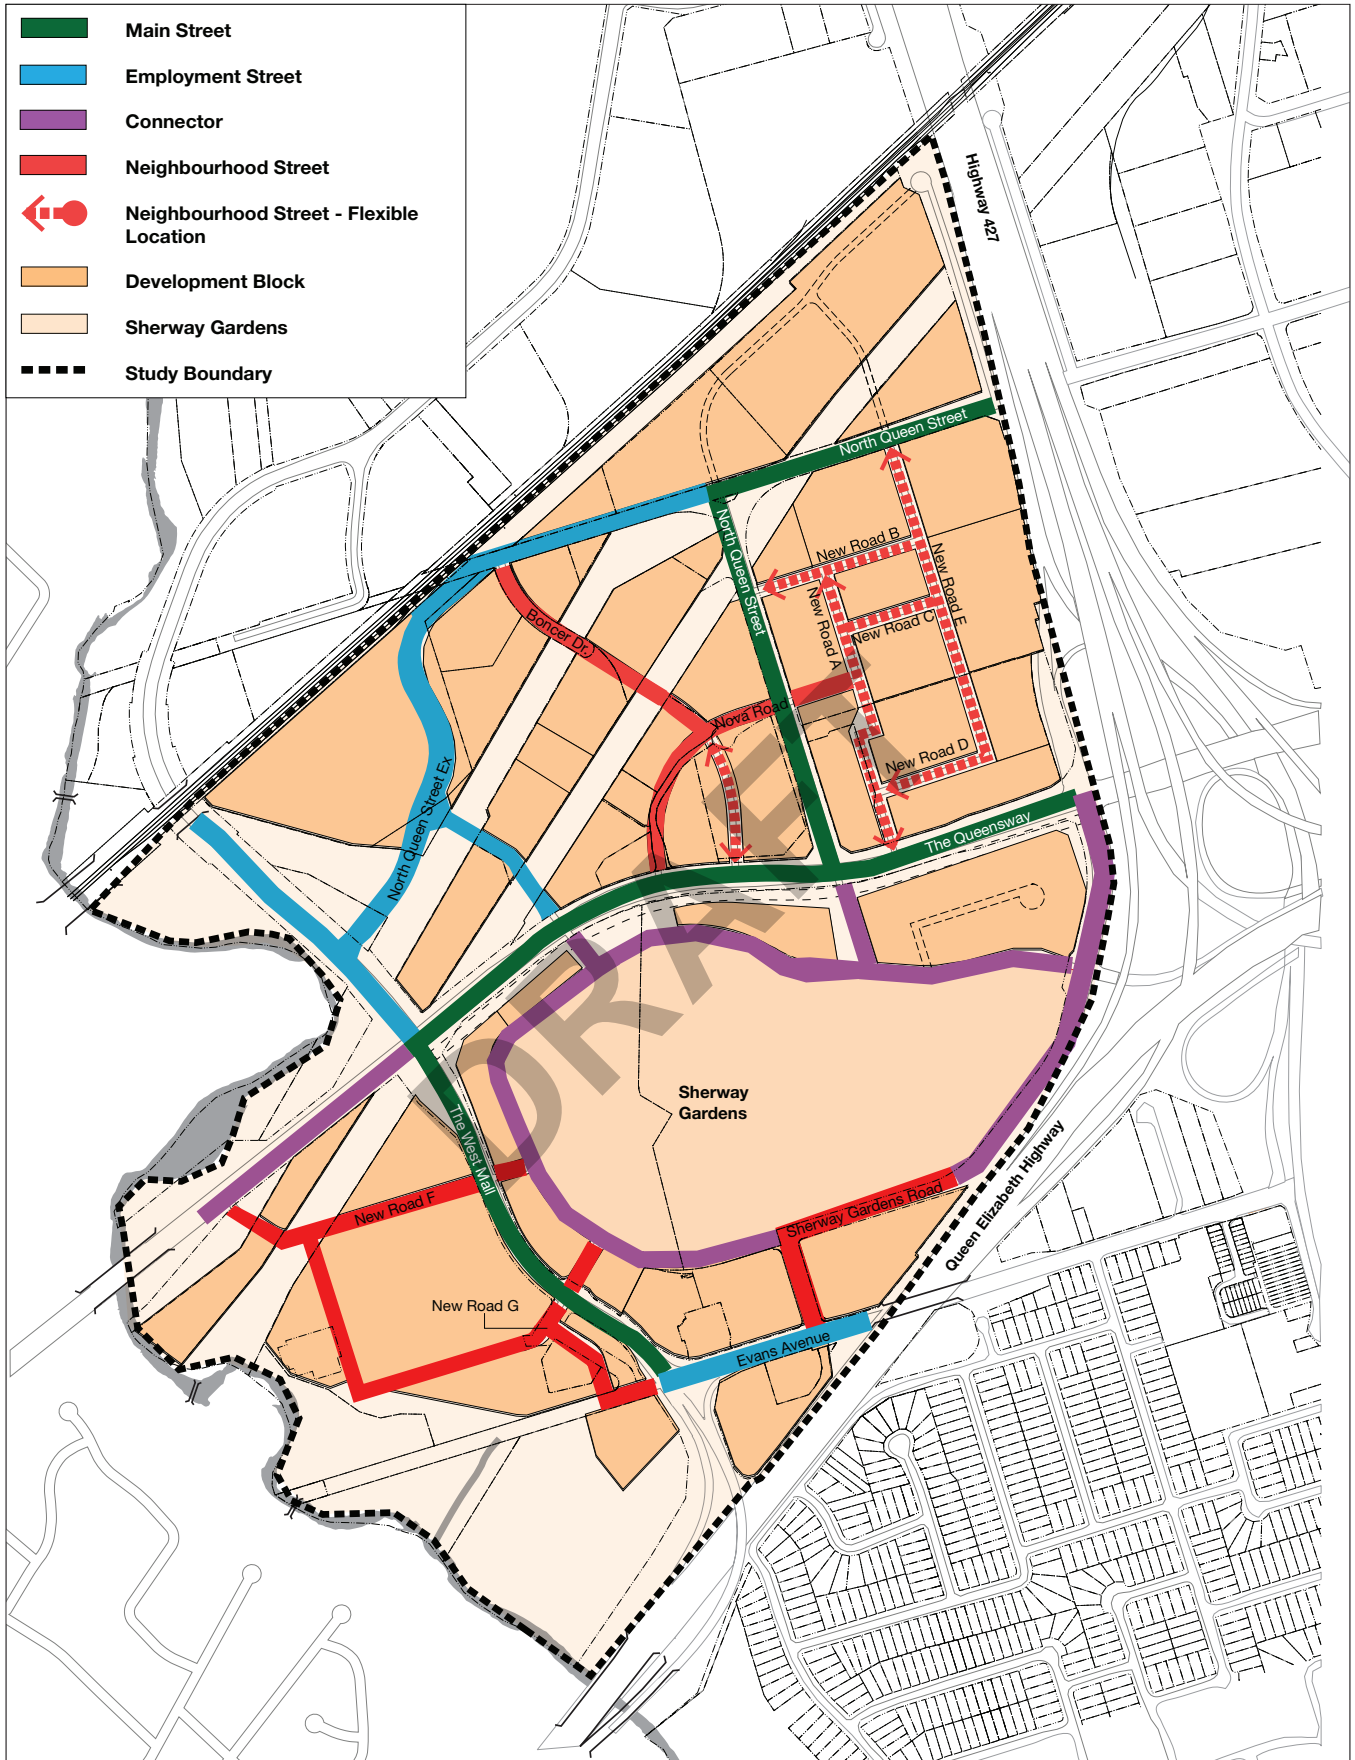 Main Street
Employment Street
Connector
Neighbourhood Street
Neighbourhood Street - Flexible
Location
Development Block
Sherway Gardens
Study Boundary
Highway 427
North Queen Street
North Queen Street
New Road B
New Road E
New Road A
New Road C
Boncer Dr.)
Nova Road
New Road D
North Queen Street Ex
The Queensway
DRAFT
Sherway
Gardens
The West Mall
New Road F
Sherway Gardens Road
Queen Elizabeth Highway
New Road G
Evans Avenue